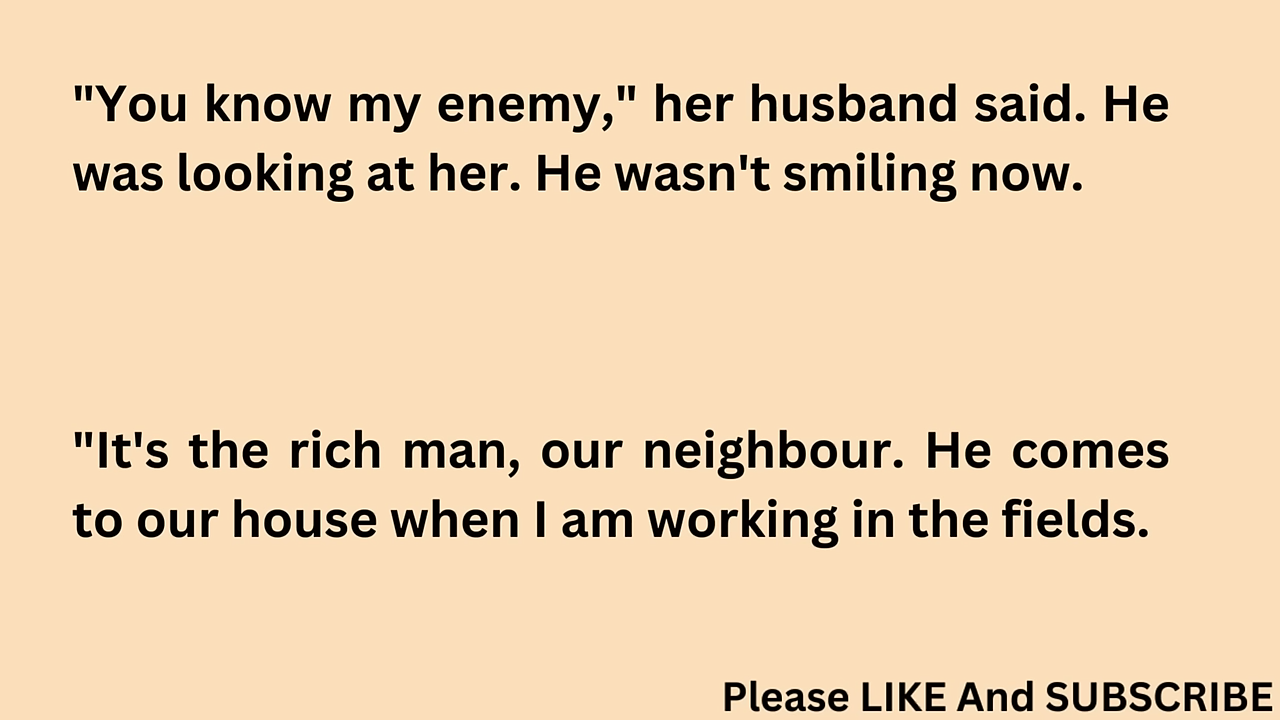 "You know my enemy," her husband said. He
was looking at her. He wasn't smiling now.
"It's the rich man, our neighbour. He comes
to our house when I am working in the fields.
Please LIKE And SUBSCRIBE